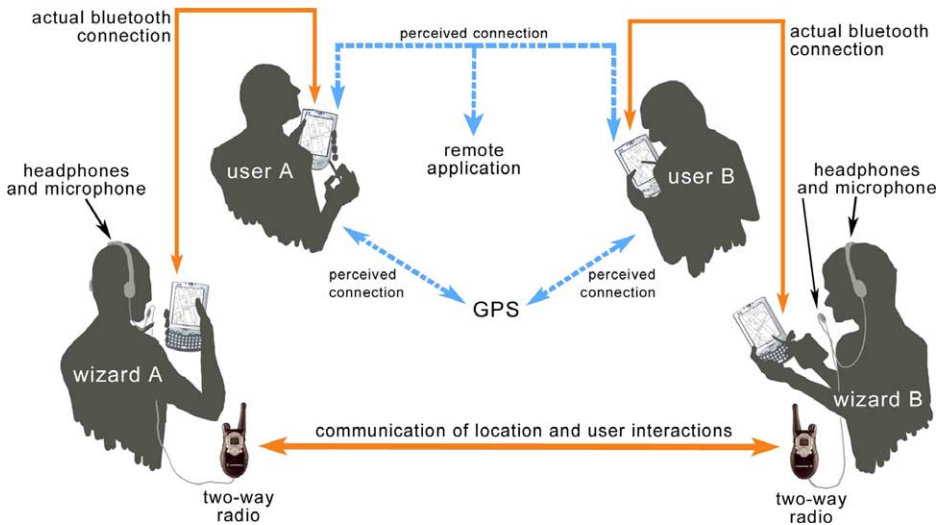 actual bluetooth
connection
perceived connection
actual bluetooth
connection
remote
application
user A
user B
headphones
and microphone
headphones
and microphone
perceived
connection
perceived
connection
GPS
wizard A
wizard B
communication of location and user interactions
two-way
radio
two-way
radio